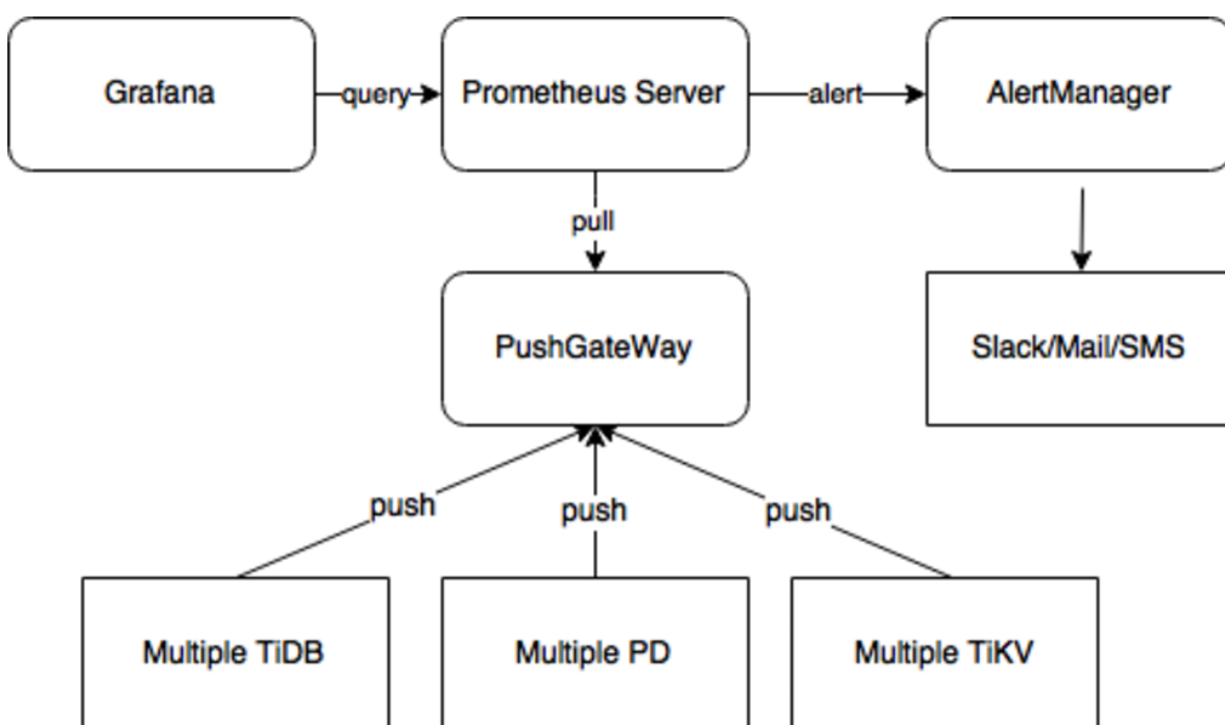 Grafana
query
Prometheus Server
alert
AlertManager
pull
PushGateWay
Slack/Mail/SMS
push
push
push
Multiple TiDB
Multiple PD
Multiple TiKV